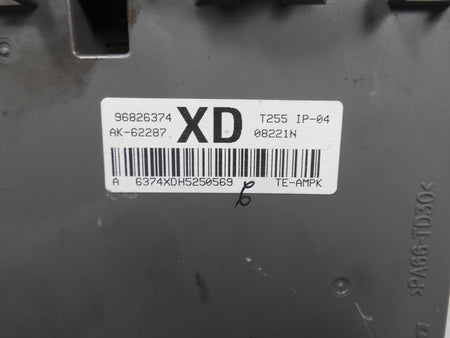 96826374 XD T255 IP-04
AK-62287 08221N
A 6374XDH5250569 TE-AMPK
>PA66-TD30<